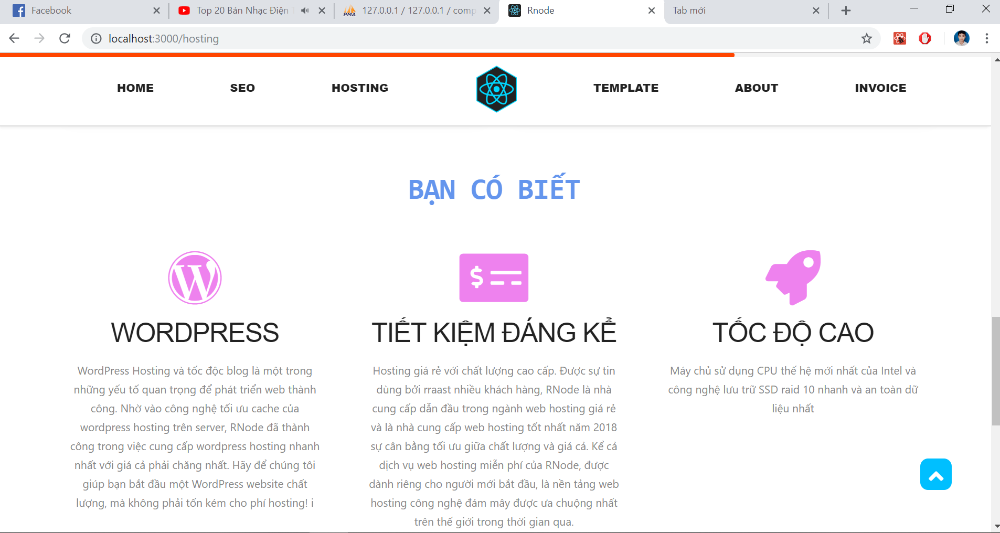 Facebook
Top 20 Bản Nhạc Điện T
127.0.0.1 / 127.0.0.1 / comp
Rnode
Tab mới
localhost:3000/hosting
HOME
SEO
HOSTING
TEMPLATE
ABOUT
INVOICE
BẠN CÓ BIẾT
WORDPRESS
WordPress Hosting và tốc độc blog là một trong
những yếu tố quan trọng để phát triển web thành
công. Nhờ vào công nghệ tối ưu cache của
wordpress hosting trên server, RNode đã thành
công trong việc cung cấp wordpress hosting nhanh
nhất với giá cả phải chăng nhất. Hãy để chúng tôi
giúp bạn bắt đầu một WordPress website chất
lượng, mà không phải tốn kém cho phí hosting! i
TIẾT KIỆM ĐÁNG KỂ
Hosting giá rẻ với chất lượng cao cấp. Được sự tin
dùng bởi rraast nhiều khách hàng, RNode là nhà
cung cấp dẫn đầu trong ngành web hosting giá rẻ
và là nhà cung cấp web hosting tốt nhất năm 2018
sự cân bằng tối ưu giữa chất lượng và giá cả. Kể cả
dịch vụ web hosting miễn phí của RNode, được
dành riêng cho người mới bắt đầu, là nền tảng web
hosting công nghệ đám mây được ưa chuộng nhất
trên thế giới trong thời gian qua.
TỐC ĐỘ CAO
Máy chủ sử dụng CPU thế hệ mới nhất của Intel và
công nghệ lưu trữ SSD raid 10 nhanh và an toàn dữ
liệu nhất